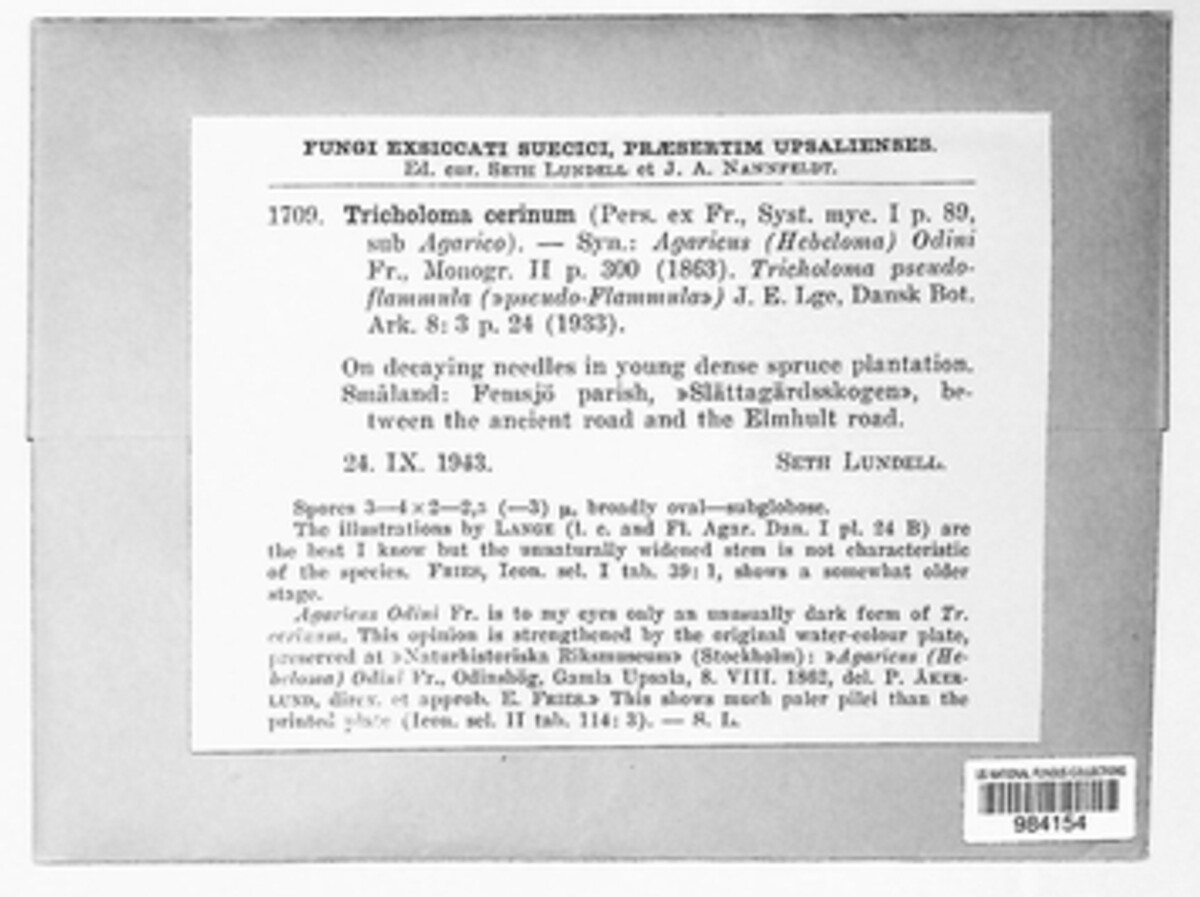 FUNGI EXSICCATI SUECICI, PRÆSERTIM UPSALIENSES.
Ed. cur. SETH LUNDELL et J. A. NANNFELDT.
1709. Tricholoma cerinum (Pers. ex Fr., Syst. myc. I p. 89,
sub Agarico). — Syn.: Agaricus (Hebeloma) Odini
Fr., Monogr. II p. 300 (1863). Tricholoma pseudo-
flammula (»pseudo-Flammula») J. E. Lge, Dansk Bot.
Ark. 8: 3 p. 24 (1933).
On decaying needles in young dense spruce plantation.
Småland: Femsjö parish, »Slättagärdsskogen», be-
tween the ancient road and the Elmhult road.
24. IX. 1943. SETH LUNDELL.
Spores 3—4 × 2—2,5 (—3) μ, broadly oval—subglobose.
The illustrations by LANGE (l. c. and Fl. Agar. Dan. I pl. 24 B) are
the best I know but the unnaturally widened stem is not characteristic
of the species. FRIES, Icon. sel. I tab. 39: 1, shows a somewhat older
stage.
Agaricus Odini Fr. is to my eyes only an unusually dark form of Tr.
cerinum. This opinion is strengthened by the original water-colour plate,
preserved at »Naturhistoriska Riksmuseum» (Stockholm): »Agaricus (He-
beloma) Odini Fr., Odinshög, Gamla Upsala, 8. VIII. 1862, del. P. ÅKER-
LUND, direx. et approb. E. FRIES.» This shows much paler pilei than the
printed plate (Icon. sel. II tab. 114: 3). — S. L.
US NATIONAL FUNGUS COLLECTIONS
984154